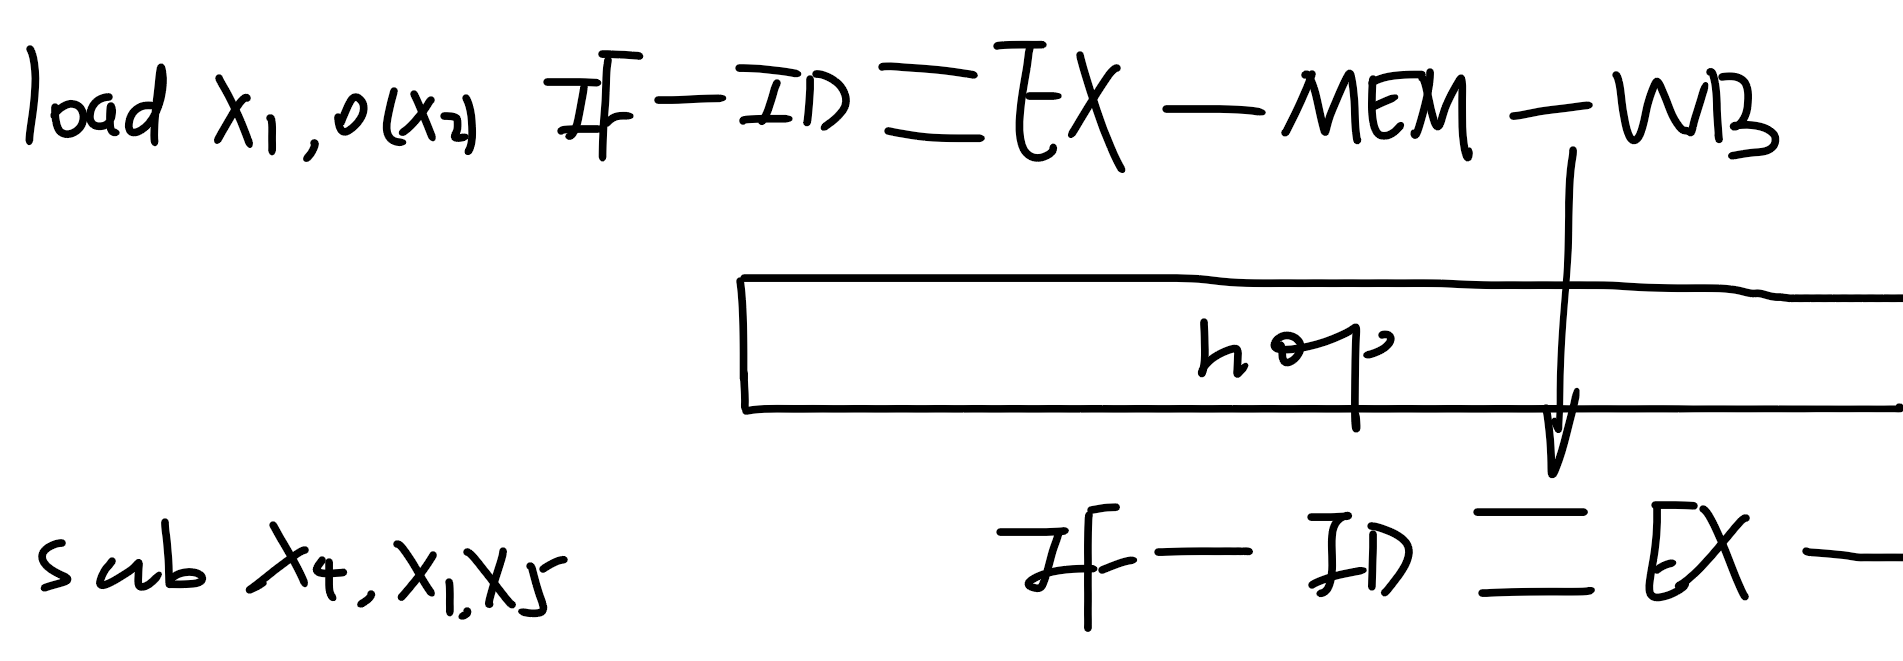 load x1, 0(x2) IF — ID = EX — MEM — WB
nop
sub x4, x1, x5 IF — ID = EX —